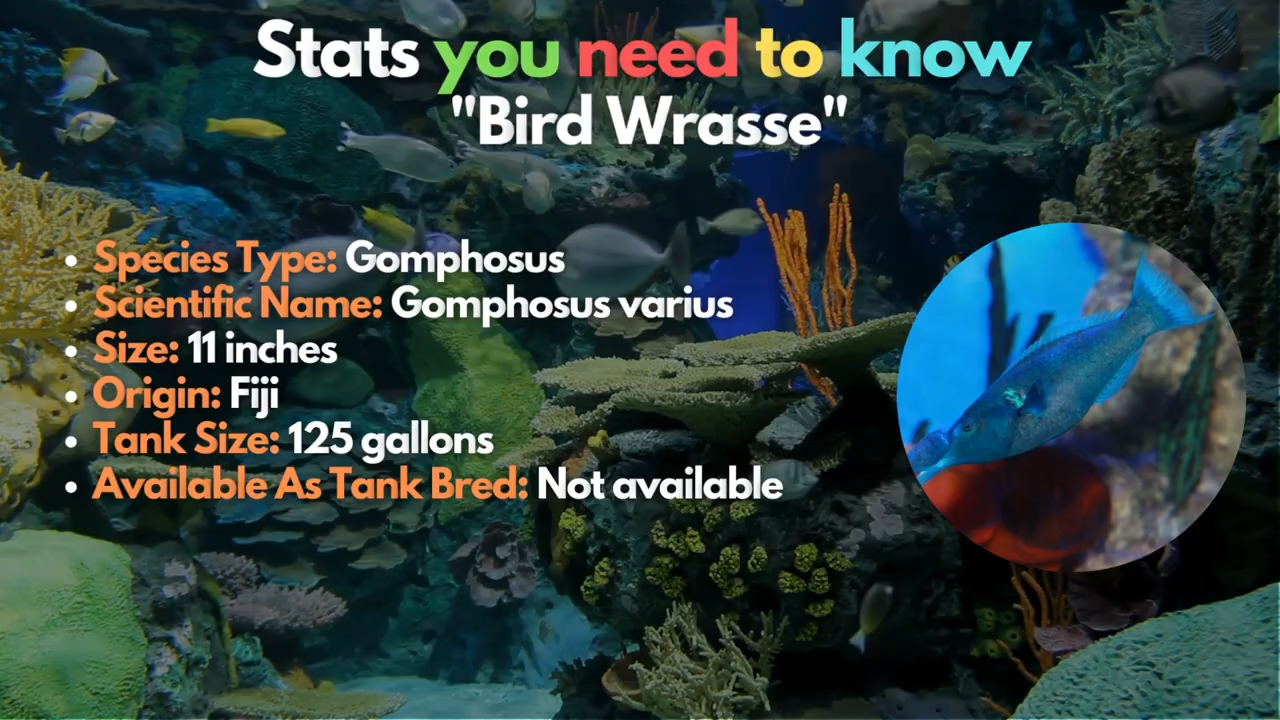 Stats you need to know
"Bird Wrasse"
• Species Type: Gomphosus
• Scientific Name: Gomphosus varius
• Size: 11 inches
• Origin: Fiji
• Tank Size: 125 gallons
• Available As Tank Bred: Not available